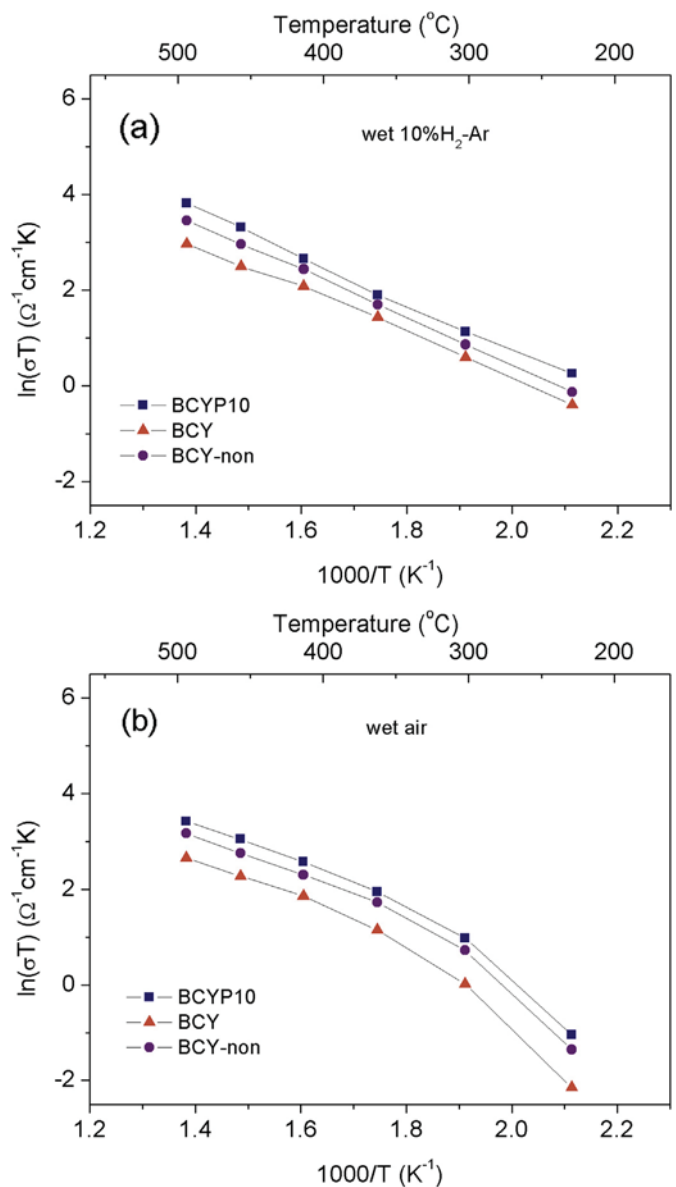 Temperature (°C)
500 400 300 200
6
4
2
0
-2
ln(σT) (Ω⁻¹cm⁻¹K)
(a)
wet 10%H₂-Ar
BCYP10
BCY
BCY-non
1.2 1.4 1.6 1.8 2.0 2.2
1000/T (K⁻¹)
Temperature (°C)
500 400 300 200
6
4
2
0
-2
ln(σT) (Ω⁻¹cm⁻¹K)
(b)
wet air
BCYP10
BCY
BCY-non
1.2 1.4 1.6 1.8 2.0 2.2
1000/T (K⁻¹)